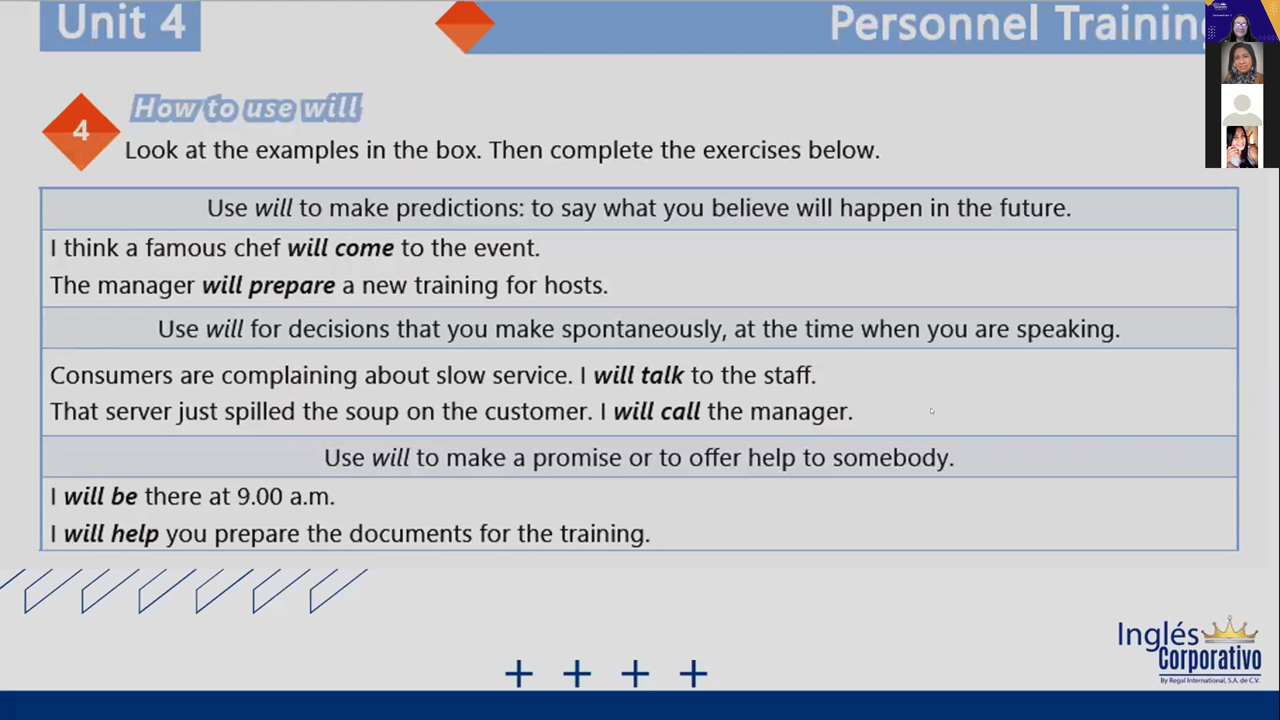 Unit 4
Personnel Training
4
How to use will
Look at the examples in the box. Then complete the exercises below.
Use will to make predictions: to say what you believe will happen in the future.
I think a famous chef will come to the event.
The manager will prepare a new training for hosts.
Use will for decisions that you make spontaneously, at the time when you are speaking.
Consumers are complaining about slow service. I will talk to the staff.
That server just spilled the soup on the customer. I will call the manager.
Use will to make a promise or to offer help to somebody.
I will be there at 9.00 a.m.
I will help you prepare the documents for the training.
Inglés
Corporativo
By Regal International, S.A. de C.V.